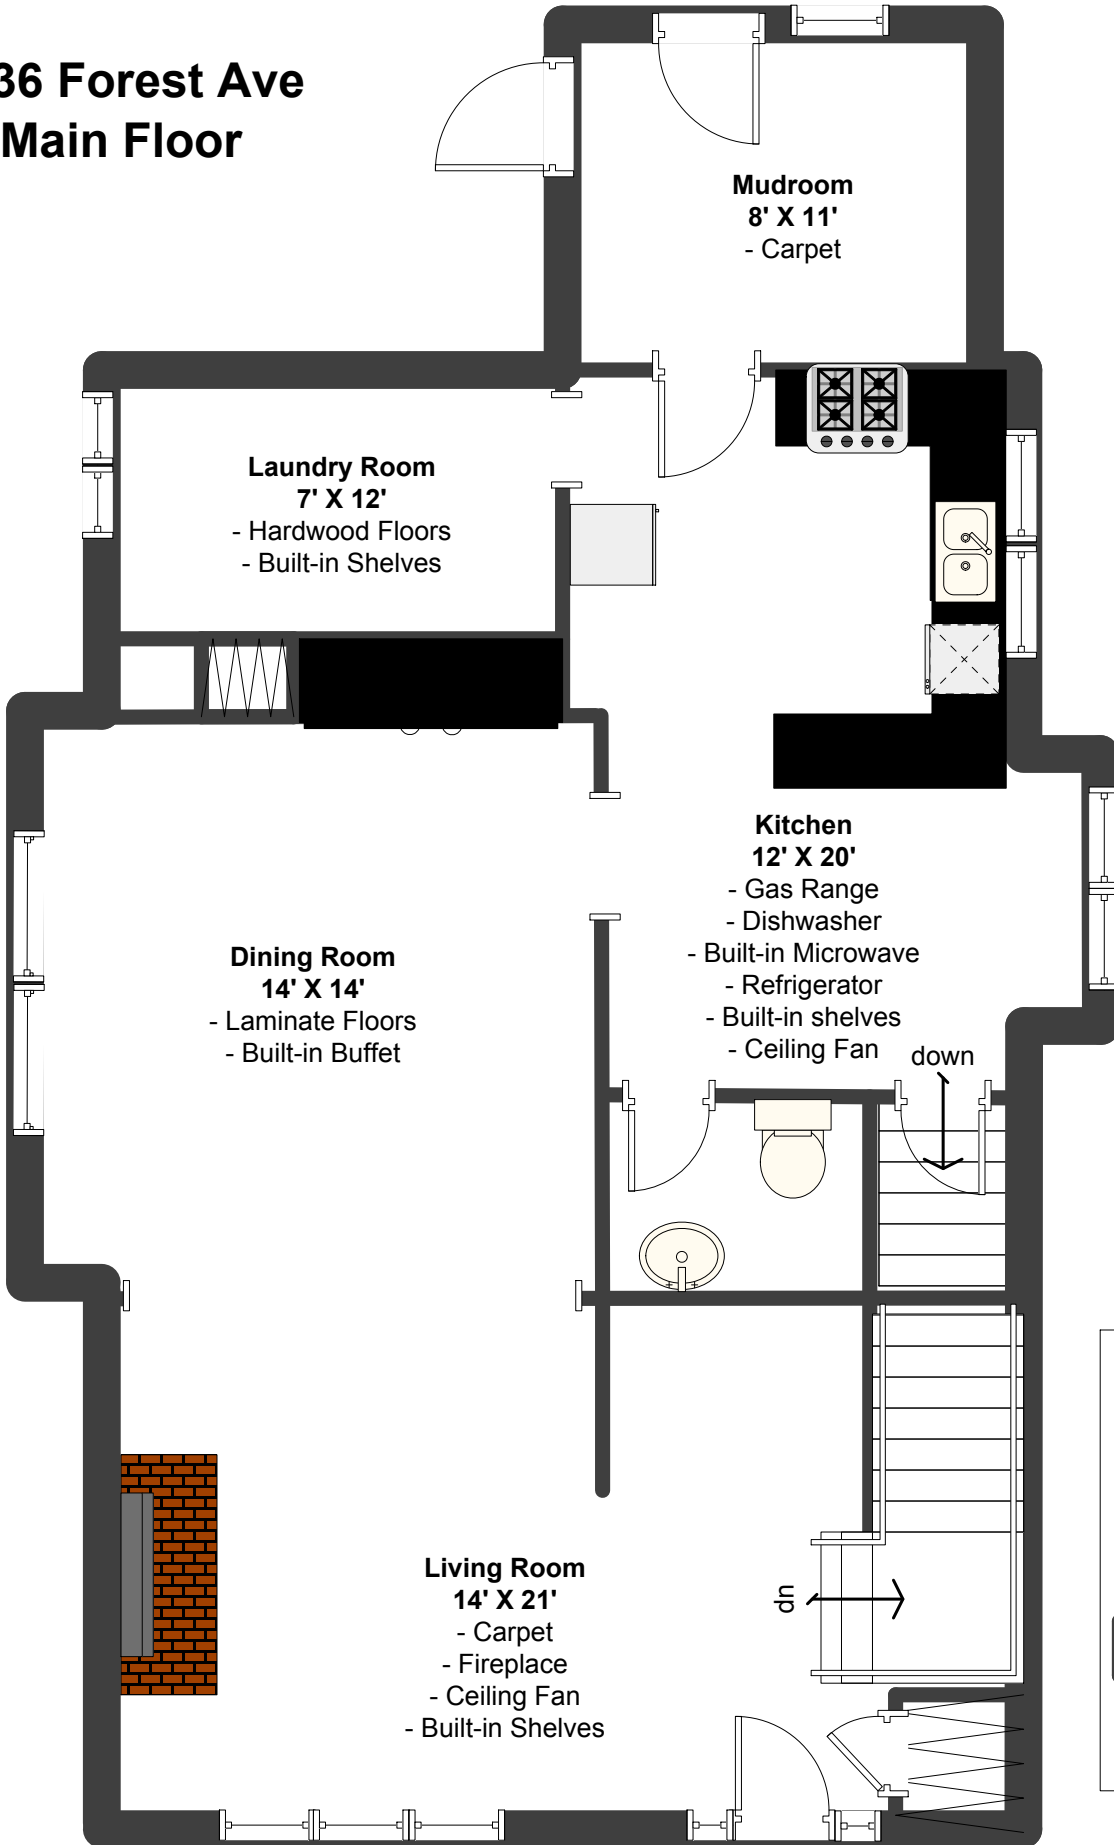 36 Forest Ave
Main Floor
Mudroom
8' X 11'
- Carpet
Laundry Room
7' X 12'
- Hardwood Floors
- Built-in Shelves
Kitchen
12' X 20'
- Gas Range
- Dishwasher
- Built-in Microwave
- Refrigerator
- Built-in shelves
- Ceiling Fan
down
Dining Room
14' X 14'
- Laminate Floors
- Built-in Buffet
Living Room
14' X 21'
- Carpet
- Fireplace
- Ceiling Fan
- Built-in Shelves
up